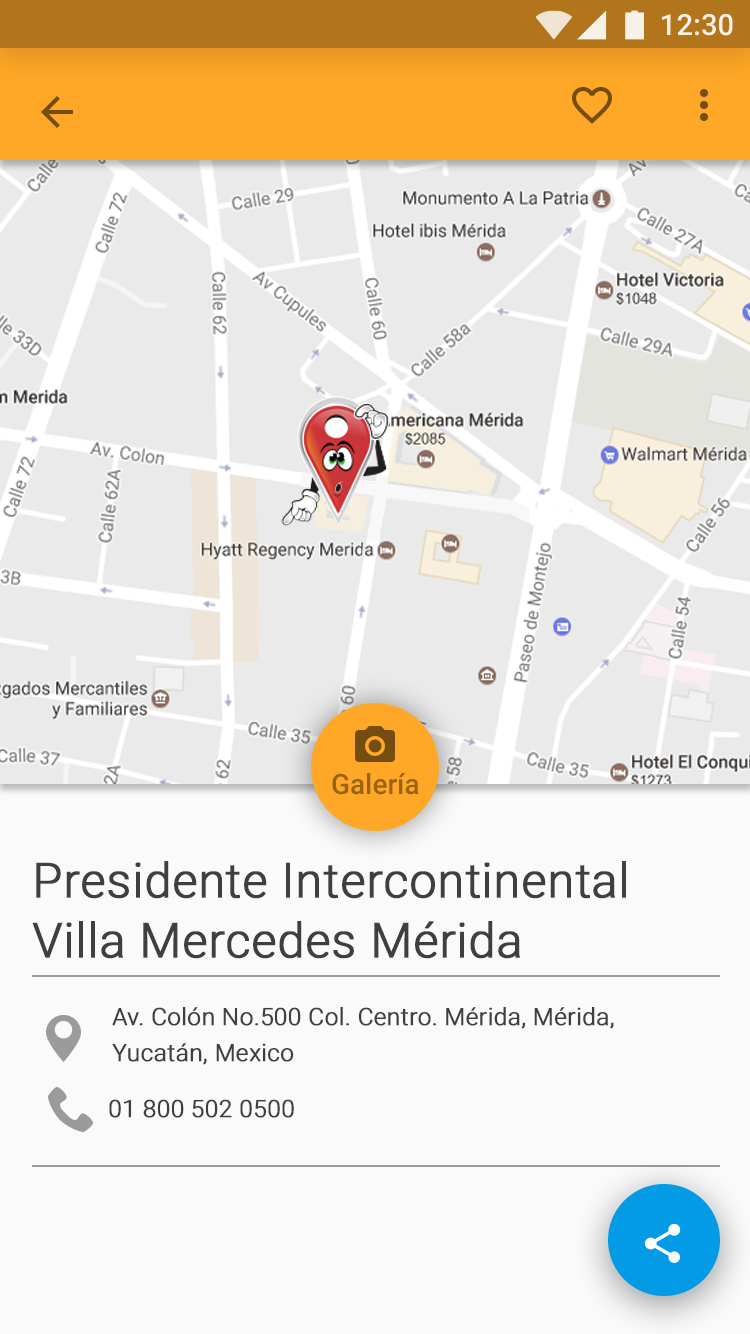 12:30
Calle
Calle 72
Calle 29
Monumento A La Patria
Av
Hotel ibis Mérida
Calle 27A
Calle 62
Av Cupules
Calle 60
Hotel Victoria
$1048
lle 33D
Calle 58a
Calle 29A
n Merida
mericana Mérida
$2085
Av. Colon
Walmart Mérida
Calle 72
Calle 62A
Calle 56
Hyatt Regency Merida
3B
Paseo de Montejo
Calle 54
gados Mercantiles
y Familiares
60
Calle 35
Calle 37
2A
62
58
Calle 35
Hotel El Conqui
$1273
Galería
Presidente Intercontinental
Villa Mercedes Mérida
Av. Colón No.500 Col. Centro. Mérida, Mérida,
Yucatán, Mexico
01 800 502 0500